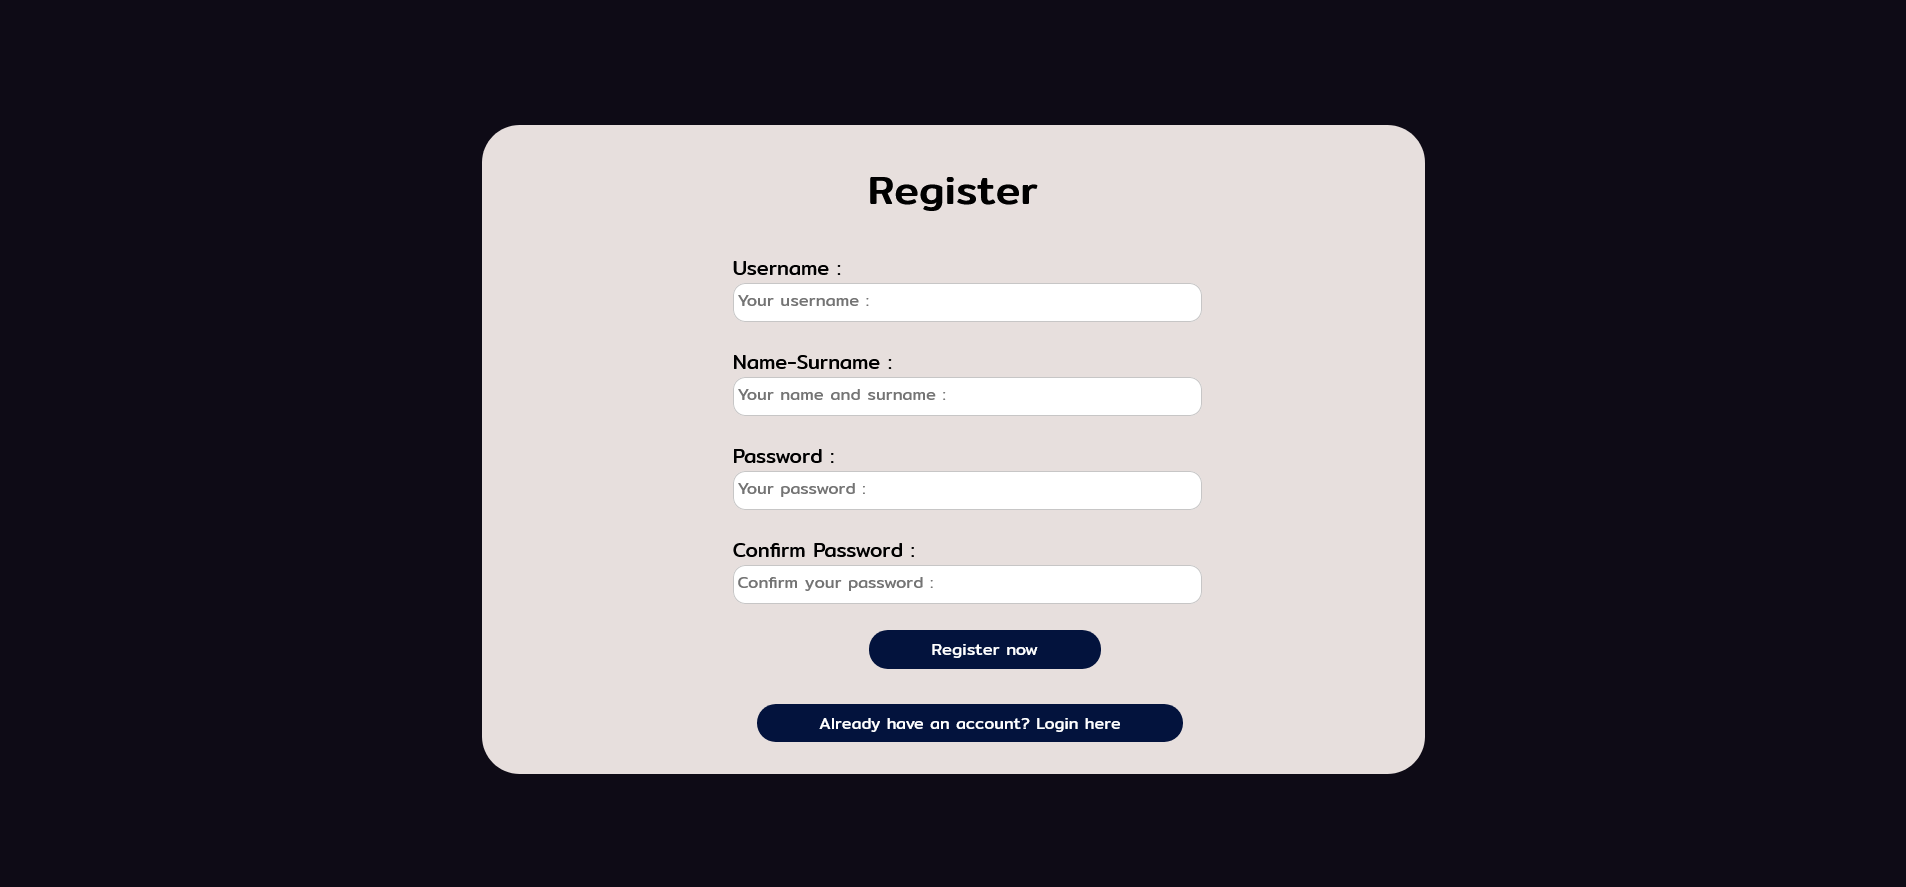 Register
Username :
Your username :
Name-Surname :
Your name and surname :
Password :
Your password :
Confirm Password :
Confirm your password :
Register now
Already have an account? Login here